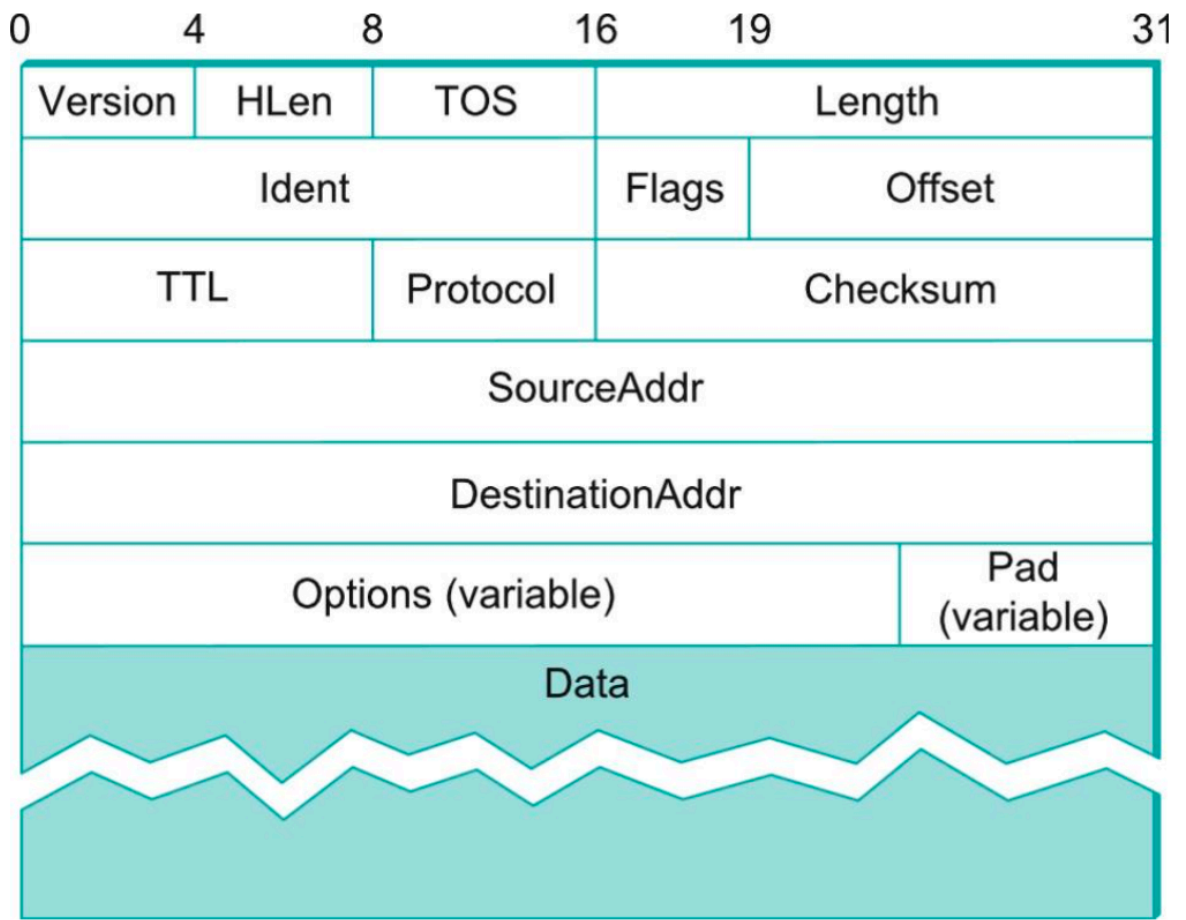 0 4 8 16 19 31
Version HLen TOS Length
Ident Flags Offset
TTL Protocol Checksum
SourceAddr
DestinationAddr
Options (variable) Pad
(variable)
Data